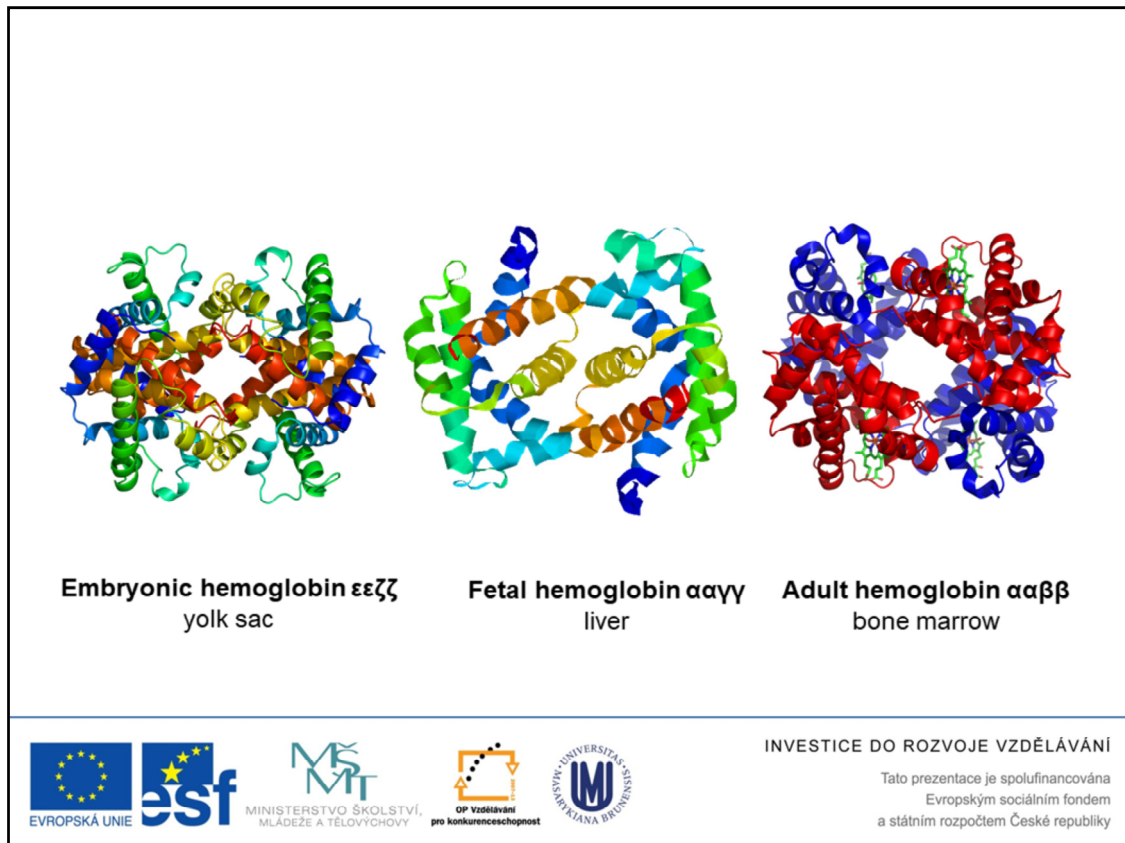 Embryonic hemoglobin εεζζ
yolk sac
Fetal hemoglobin ααγγ
liver
Adult hemoglobin ααββ
bone marrow
EVROPSKÁ UNIE
esf
MŠMT
MINISTERSTVO ŠKOLSTVÍ,
MLÁDEŽE A TĚLOVÝCHOVY
OP Vzdělávání
pro konkurenceschopnost
UNIVERSITAS
MASARYKIANA BRUNENSIS
INVESTICE DO ROZVOJE VZDĚLÁVÁNÍ
Tato prezentace je spolufinancována
Evropským sociálním fondem
a státním rozpočtem České republiky